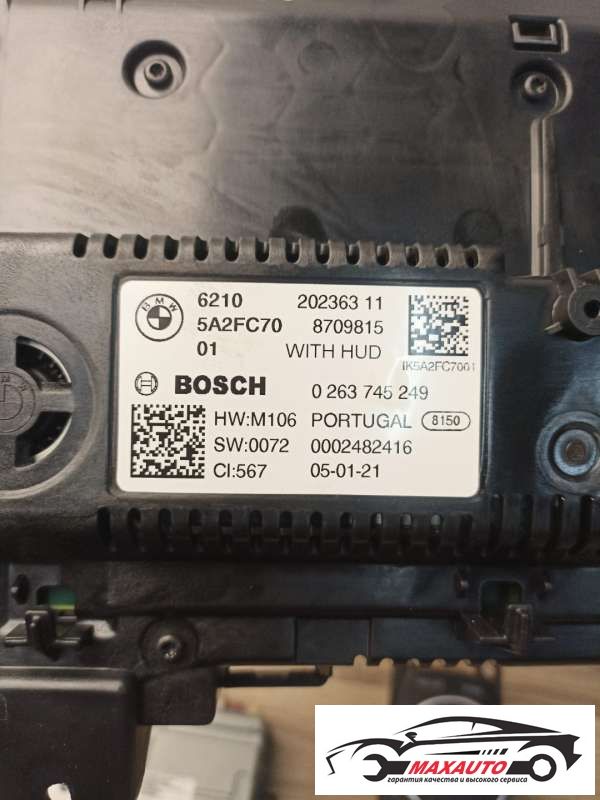 BMW
6210 202363 11
5A2FC70 8709815
01 WITH HUD
IK5A2FC7001
BOSCH 0 263 745 249
HW:M106 PORTUGAL 8150
SW:0072 0002482416
CI:567 05-01-21
MAXAUTO
гарантия качества и высокого сервиса